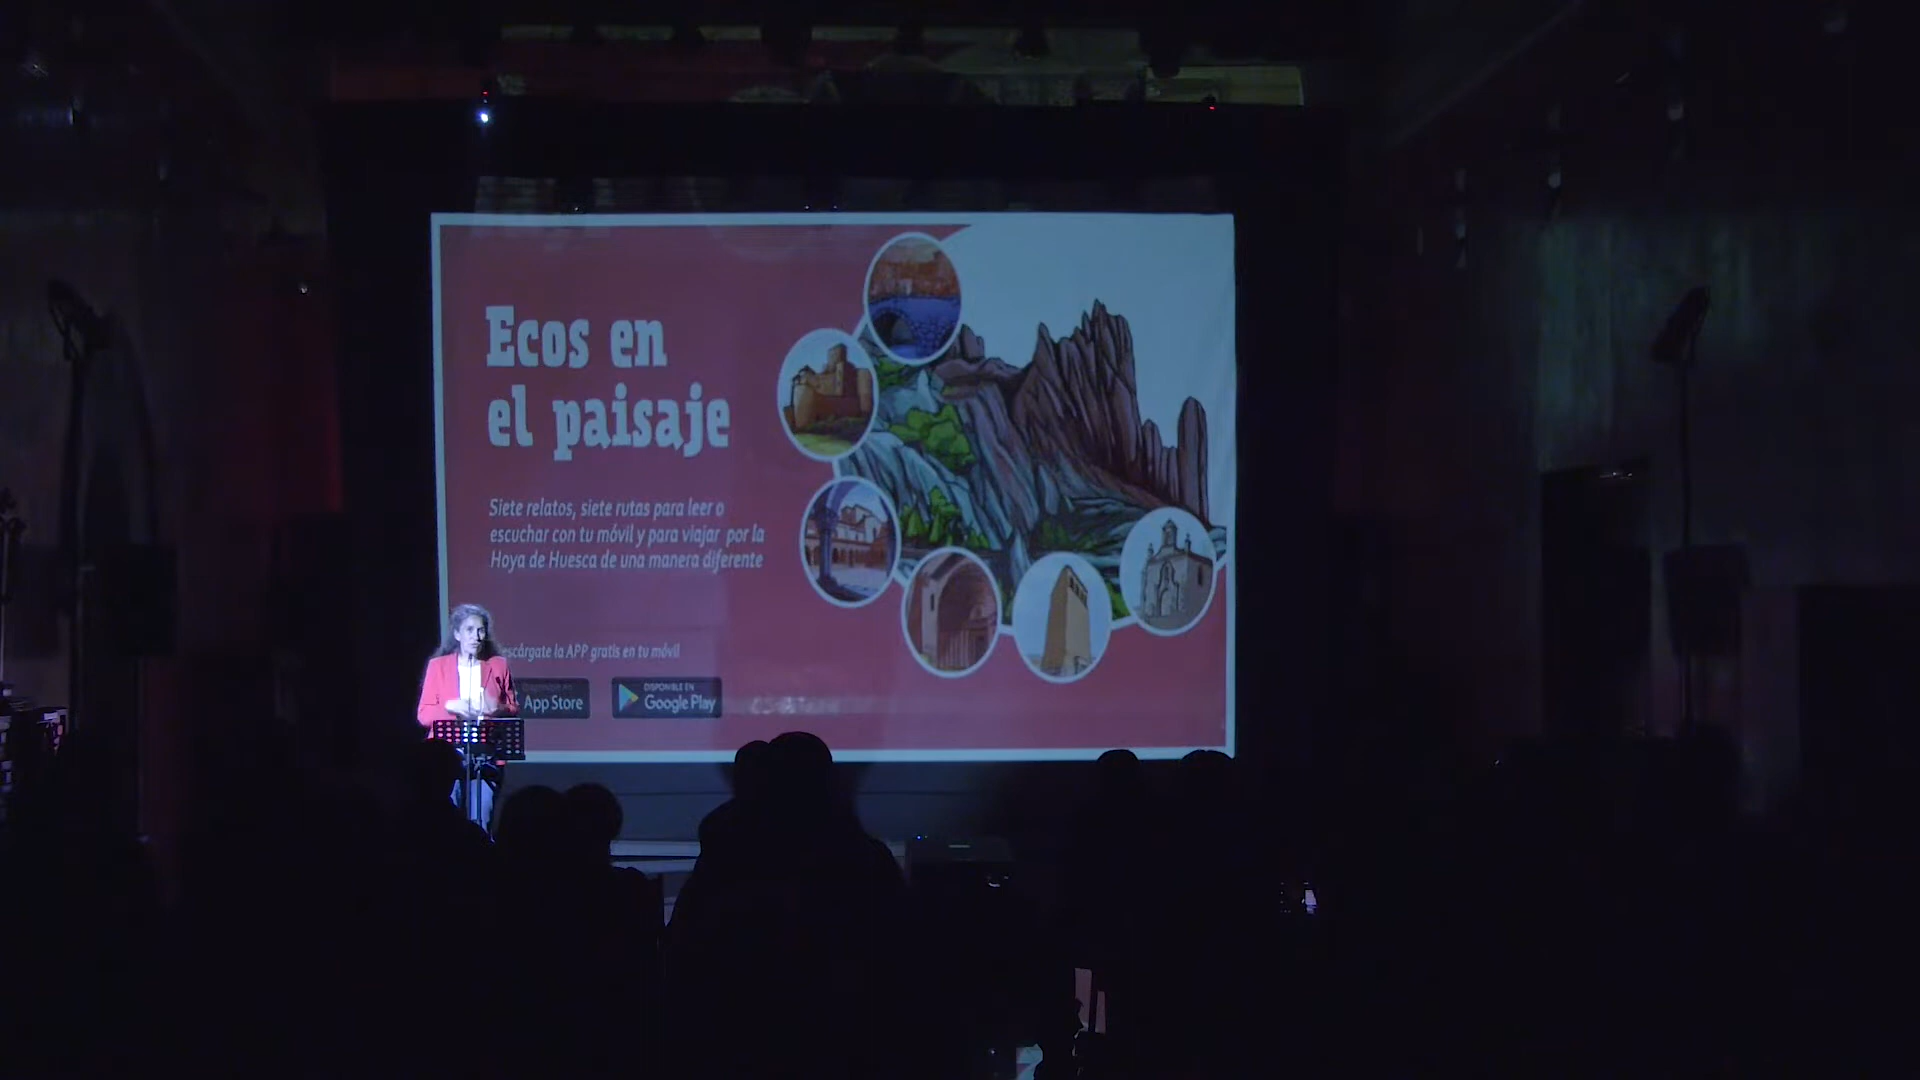 Ecos en
el paisaje
Siete relatos, siete rutas para leer o
escuchar con tu móvil y para viajar por la
Hoya de Huesca de una manera diferente
escárgate la APP gratis en tu móvil
App Store
DISPONIBLE EN
Google Play